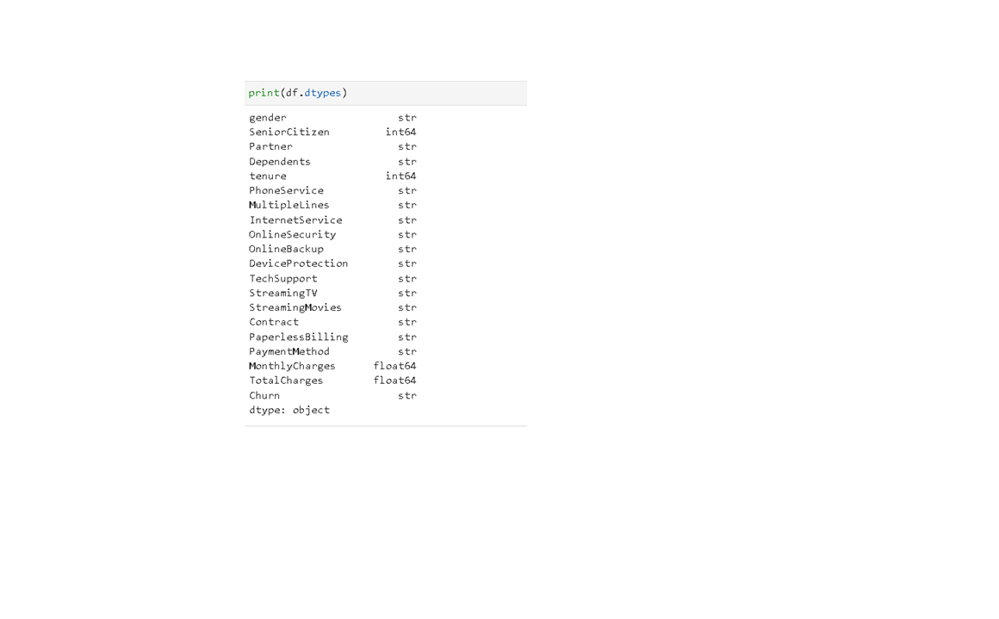 print(df.dtypes)
gender str
SeniorCitizen int64
Partner str
Dependents str
tenure int64
PhoneService str
MultipleLines str
InternetService str
OnlineSecurity str
OnlineBackup str
DeviceProtection str
TechSupport str
StreamingTV str
StreamingMovies str
Contract str
PaperlessBilling str
PaymentMethod str
MonthlyCharges float64
TotalCharges float64
Churn str
dtype: object